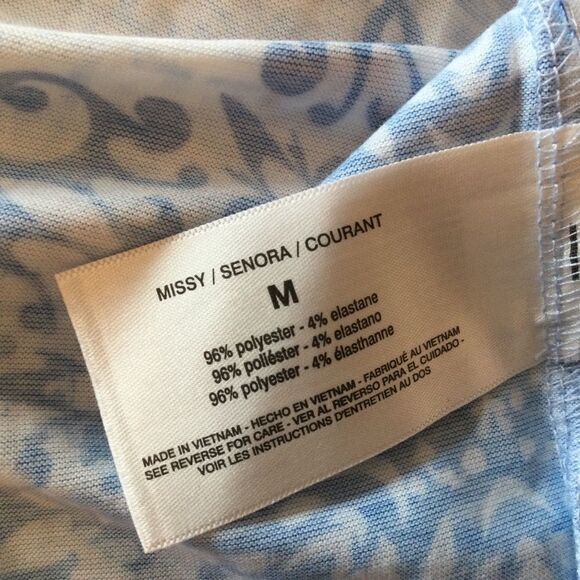 MISSY / SENORA / COURANT
M
96% polyester - 4% elastane
96% poliéster - 4% elastano
96% polyester - 4% élasthanne
MADE IN VIETNAM - HECHO EN VIETNAM - FABRIQUÉ AU VIETNAM
SEE REVERSE FOR CARE - VER AL REVERSO PARA EL CUIDADO -
VOIR LES INSTRUCTIONS D'ENTRETIEN AU DOS